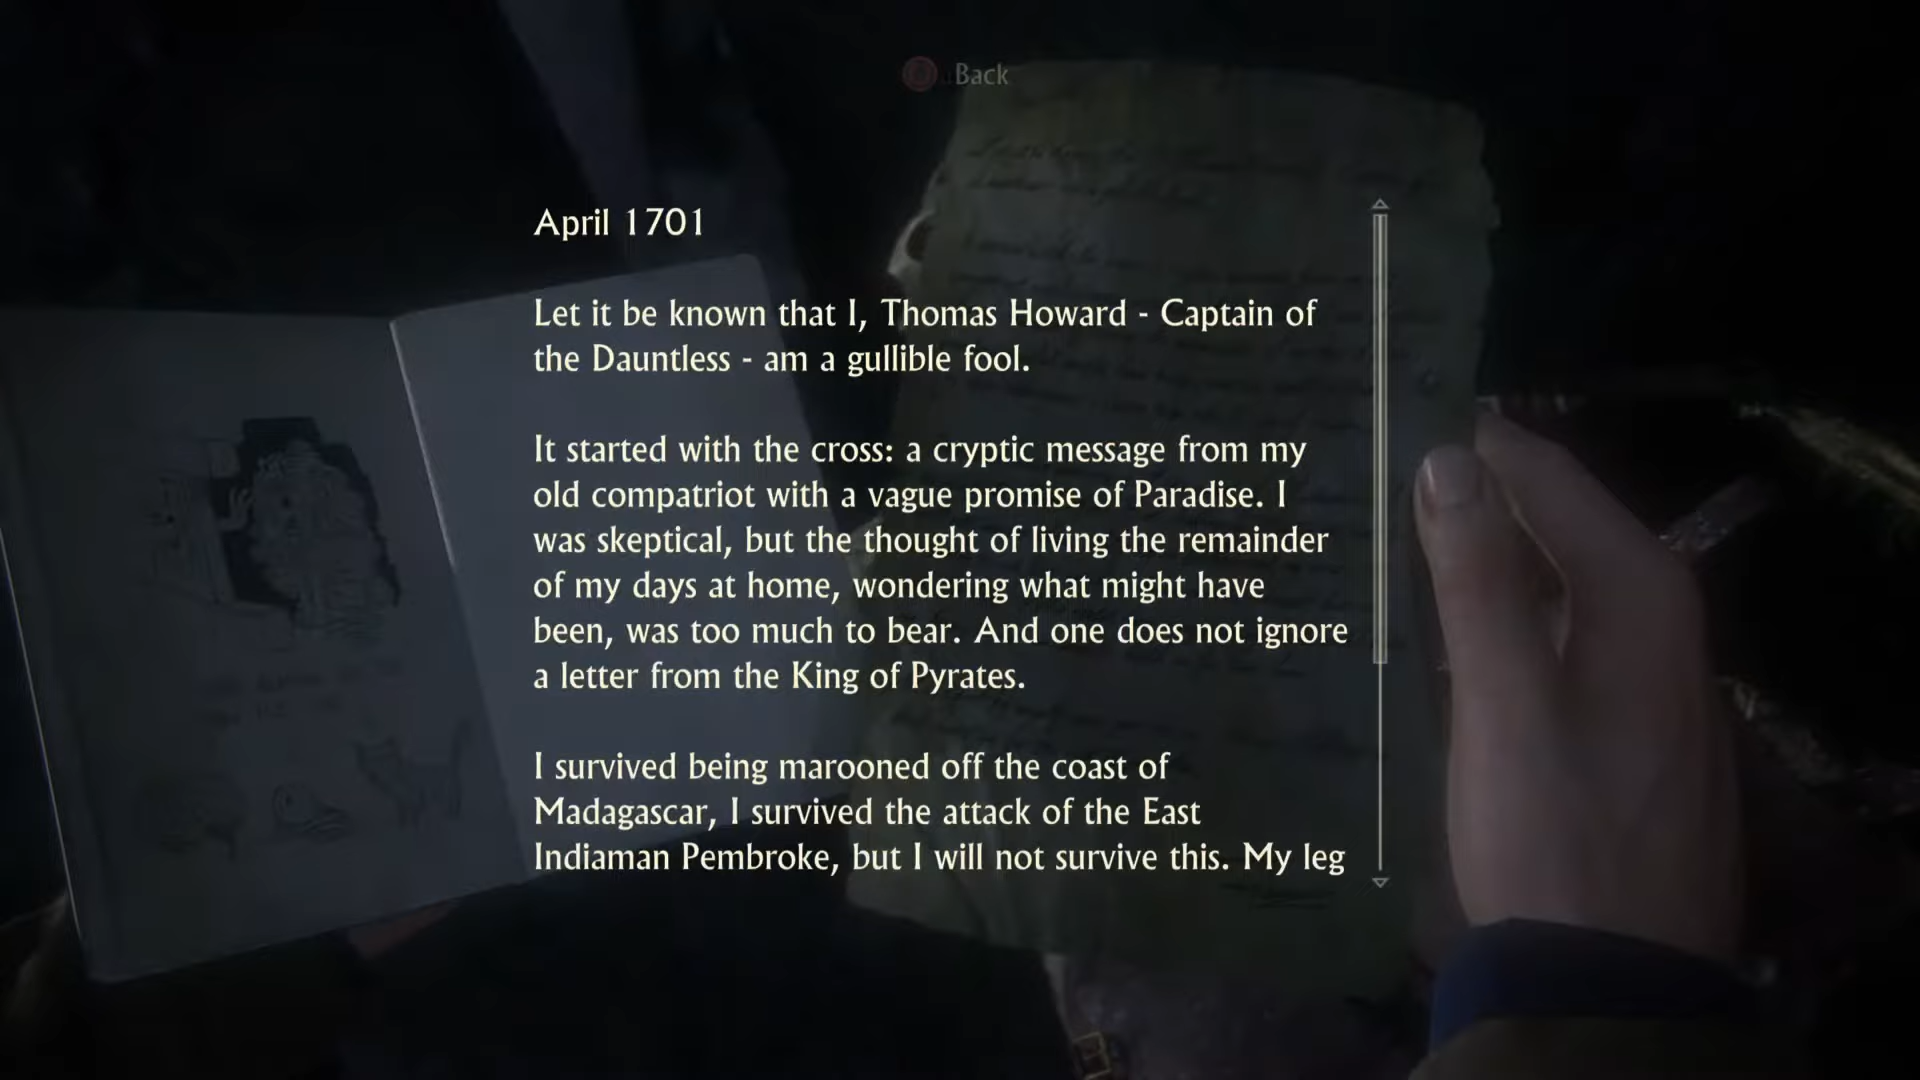 Back
April 1701
Let it be known that I, Thomas Howard - Captain of
the Dauntless - am a gullible fool.
It started with the cross: a cryptic message from my
old compatriot with a vague promise of Paradise. I
was skeptical, but the thought of living the remainder
of my days at home, wondering what might have
been, was too much to bear. And one does not ignore
a letter from the King of Pyrates.
I survived being marooned off the coast of
Madagascar, I survived the attack of the East
Indiaman Pembroke, but I will not survive this. My leg